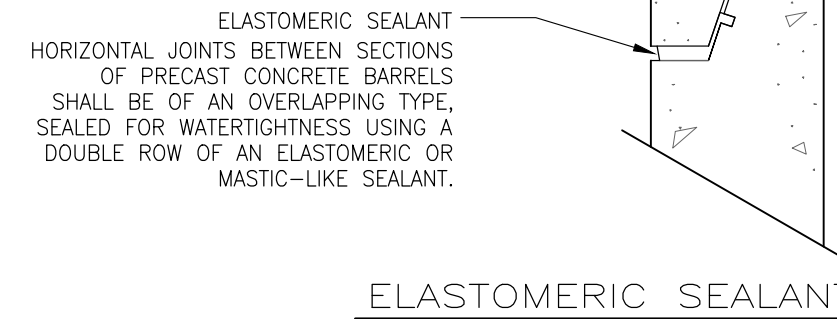 ELASTOMERIC SEALANT
HORIZONTAL JOINTS BETWEEN SECTIONS
OF PRECAST CONCRETE BARRELS
SHALL BE OF AN OVERLAPPING TYPE,
SEALED FOR WATERTIGHTNESS USING A
DOUBLE ROW OF AN ELASTOMERIC OR
MASTIC-LIKE SEALANT.
ELASTOMERIC SEALANT